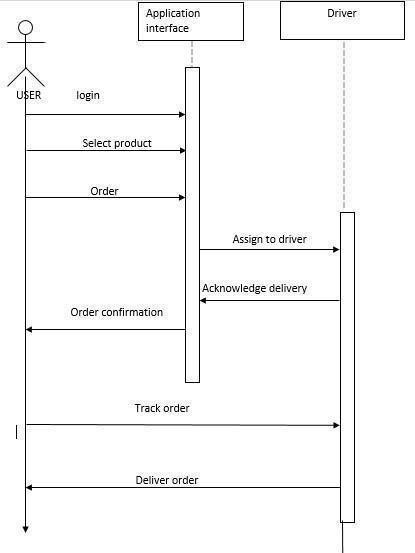 Application
interface
Driver
USER
login
Select product
Order
Assign to driver
Acknowledge delivery
Order confirmation
Track order
Deliver order